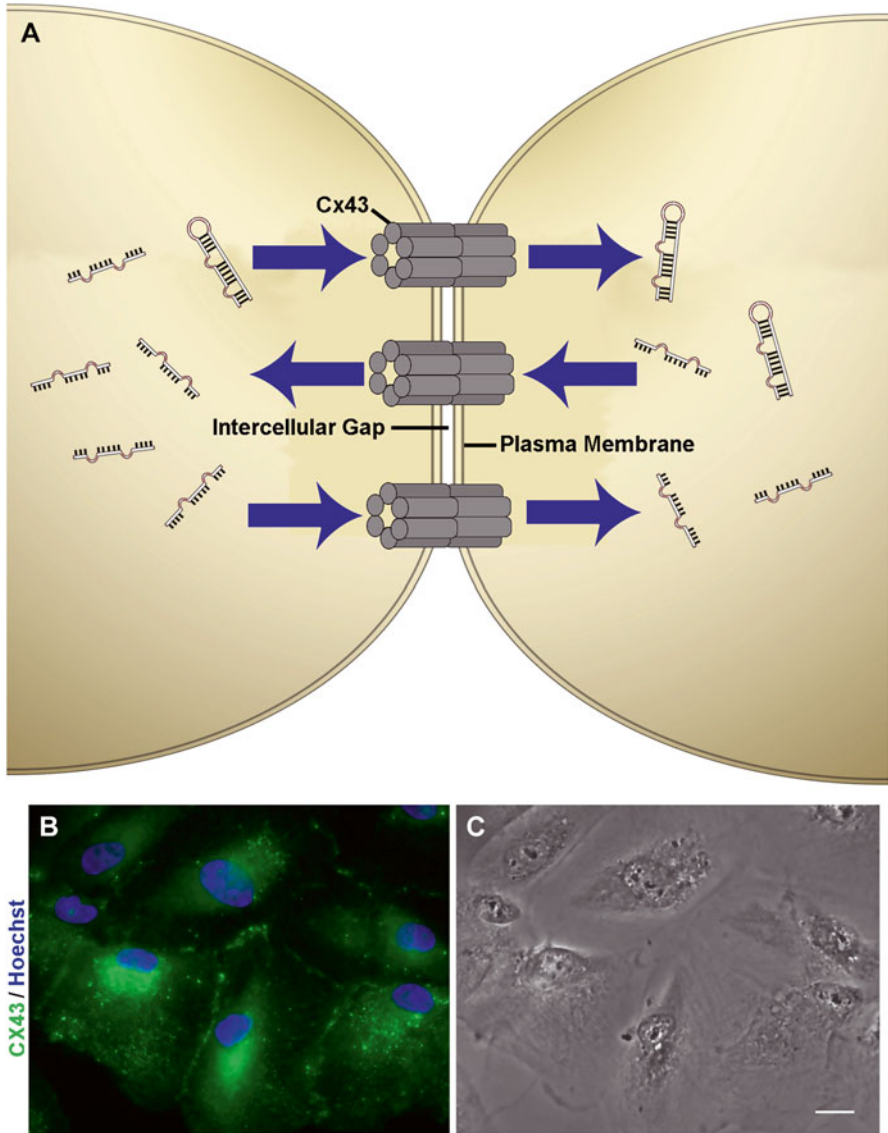 A
Cx43
Intercellular Gap
Plasma Membrane
B
C
CX43 / Hoechst